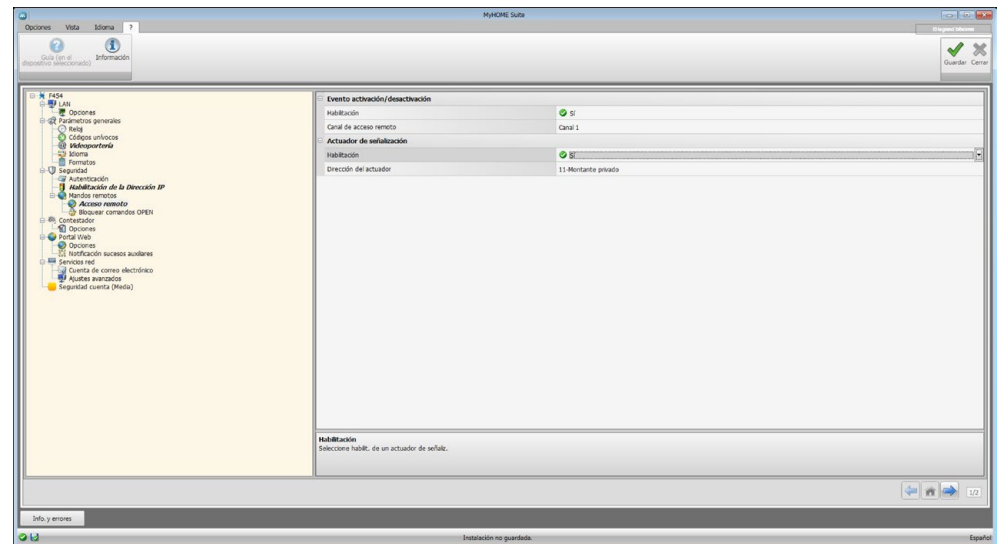 MyHOME Suite
Opciones Vista Idioma ?
Guía (en el
dispositivo seleccionado)
Información
Guardar Cerrar
F454
LAN
Opciones
Parámetros generales
Reloj
Códigos unívocos
Videoportería
Idioma
Formatos
Seguridad
Autenticación
Habilitación de la Dirección IP
Mandos remotos
Acceso remoto
Bloquear comandos OPEN
Contestador
Opciones
Portal Web
Opciones
Notificación sucesos auxiliares
Servicios red
Cuenta de correo electrónico
Ajustes avanzados
Seguridad cuenta (Media)
Evento activación/desactivación
Habilitación Sí
Canal de acceso remoto Canal 1
Actuador de señalización
Habilitación Sí
Dirección del actuador 11-Montante privado
Habilitación
Seleccione habilit. de un actuador de señaliz.
1/2
Info. y errores
Instalación no guardada.
Español